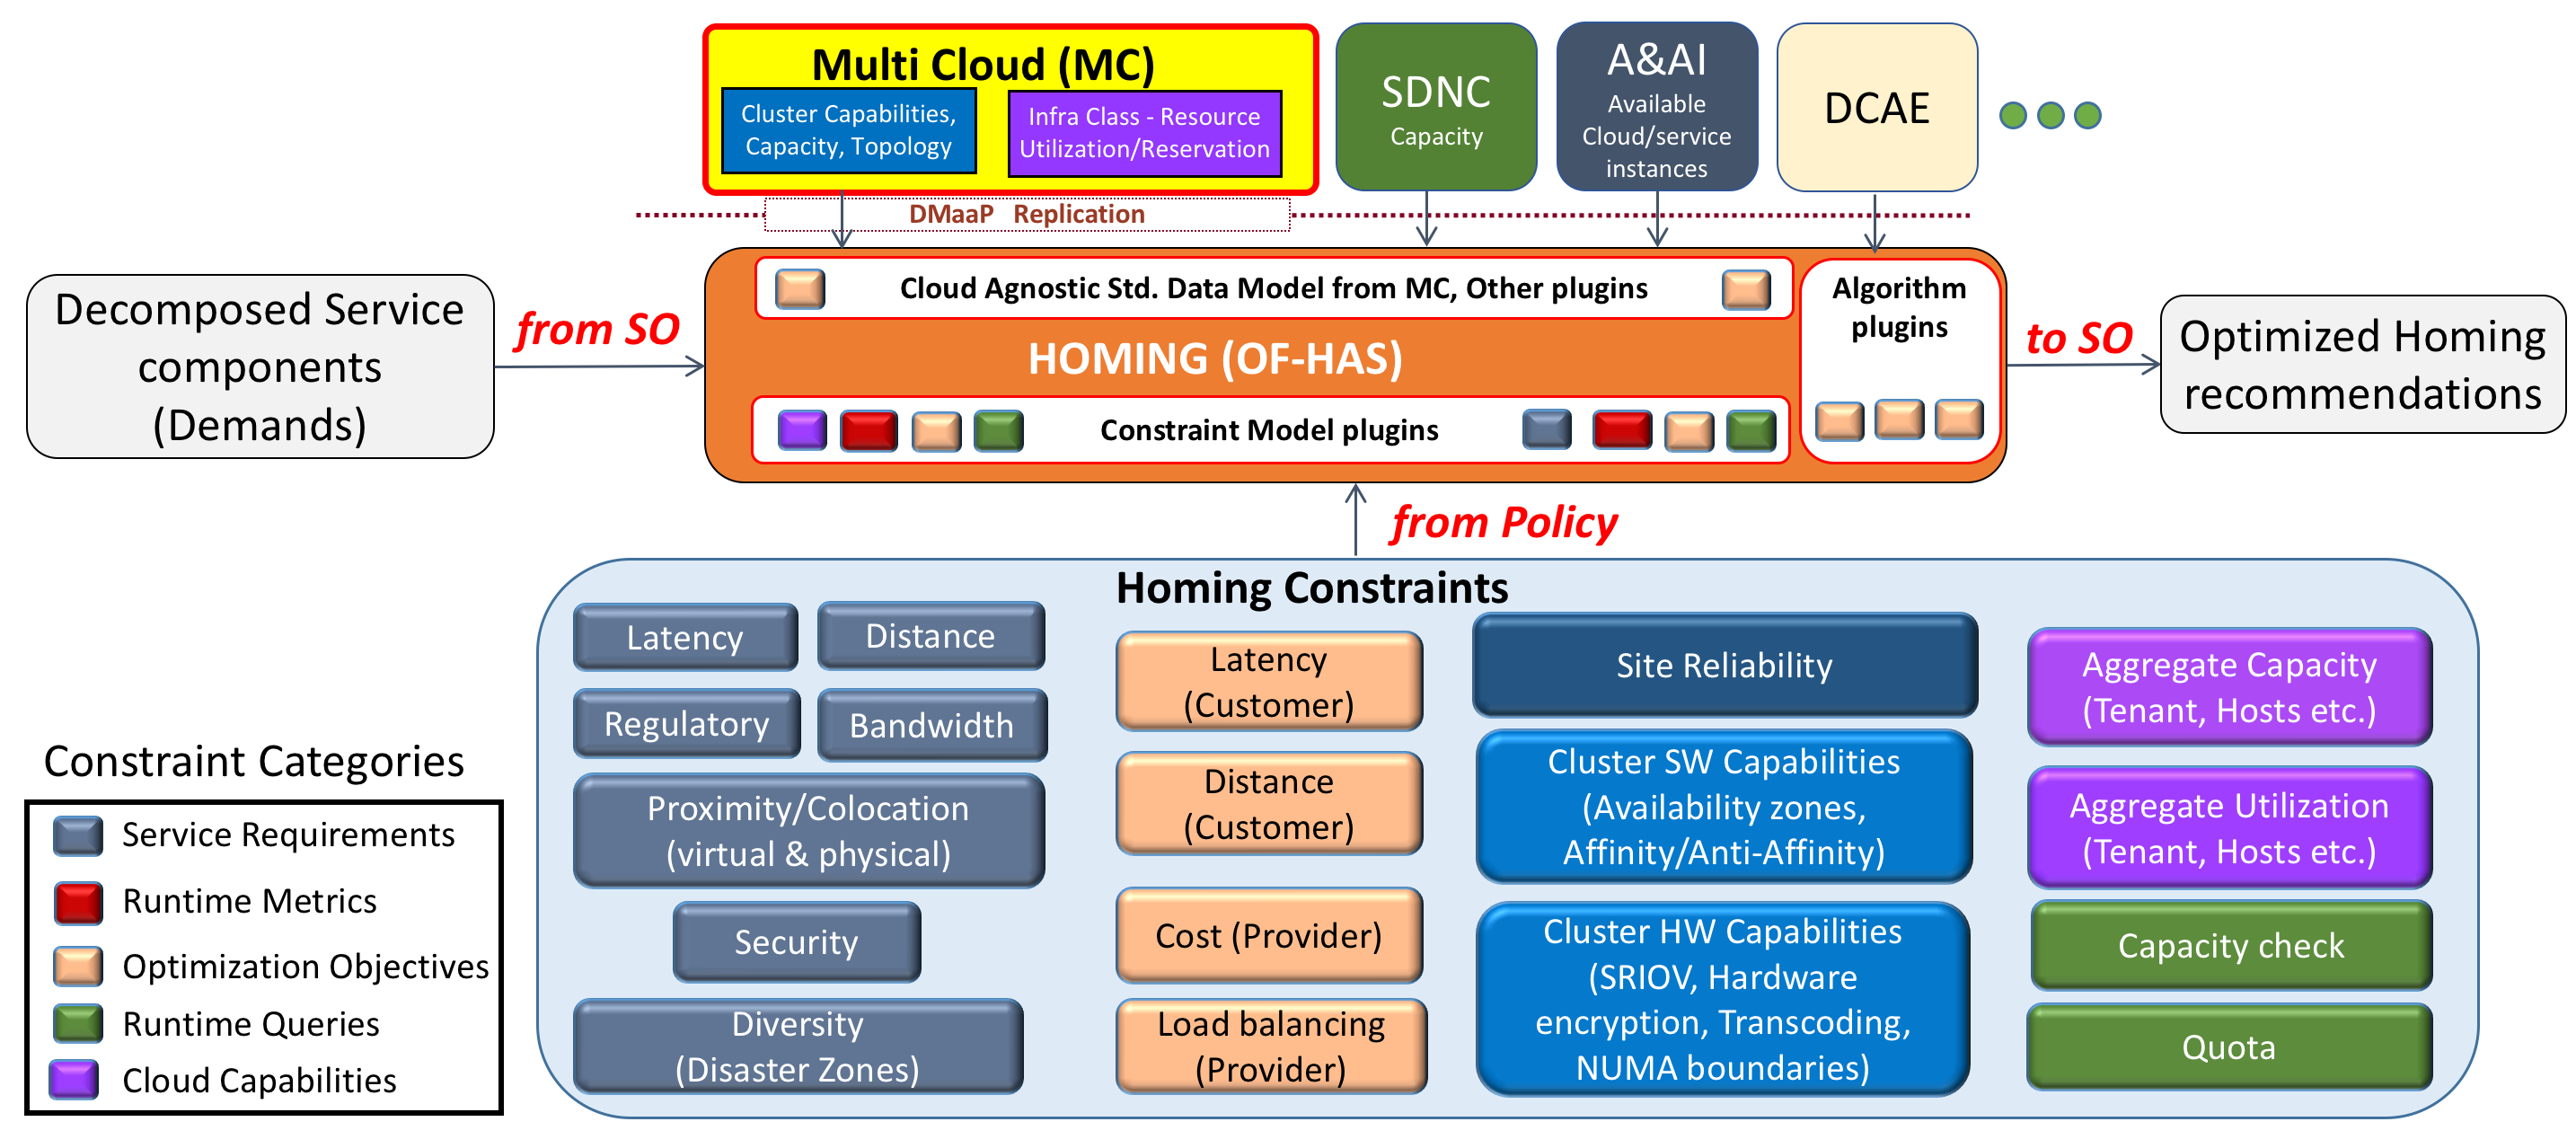 Multi Cloud (MC)
Cluster Capabilities,
Capacity, Topology
Infra Class - Resource
Utilization/Reservation
SDNC
Capacity
A&AI
Available
Cloud/service
instances
DCAE
DMaaP Replication
Decomposed Service
components
(Demands)
from SO
Cloud Agnostic Std. Data Model from MC, Other plugins
HOMING (OF-HAS)
Constraint Model plugins
Algorithm
plugins
to SO
Optimized Homing
recommendations
from Policy
Homing Constraints
Latency
Distance
Regulatory
Bandwidth
Proximity/Colocation
(virtual & physical)
Security
Diversity
(Disaster Zones)
Latency
(Customer)
Distance
(Customer)
Cost (Provider)
Load balancing
(Provider)
Site Reliability
Cluster SW Capabilities
(Availability zones,
Affinity/Anti-Affinity)
Cluster HW Capabilities
(SRIOV, Hardware
encryption, Transcoding,
NUMA boundaries)
Aggregate Capacity
(Tenant, Hosts etc.)
Aggregate Utilization
(Tenant, Hosts etc.)
Capacity check
Quota
Constraint Categories
Service Requirements
Runtime Metrics
Optimization Objectives
Runtime Queries
Cloud Capabilities